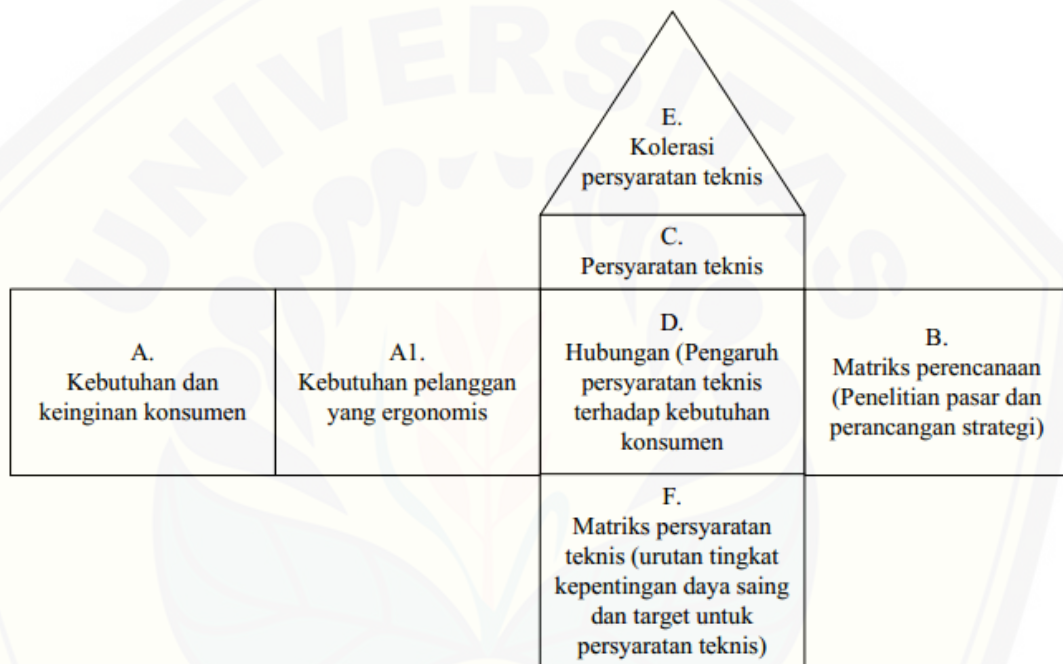 UNIVERSITAS
E.
Kolerasi
persyaratan teknis
C.
Persyaratan teknis
A.
Kebutuhan dan
keinginan konsumen
A1.
Kebutuhan pelanggan
yang ergonomis
D.
Hubungan (Pengaruh
persyaratan teknis
terhadap kebutuhan
konsumen
B.
Matriks perencanaan
(Penelitian pasar dan
perancangan strategi)
F.
Matriks persyaratan
teknis (urutan tingkat
kepentingan daya saing
dan target untuk
persyaratan teknis)